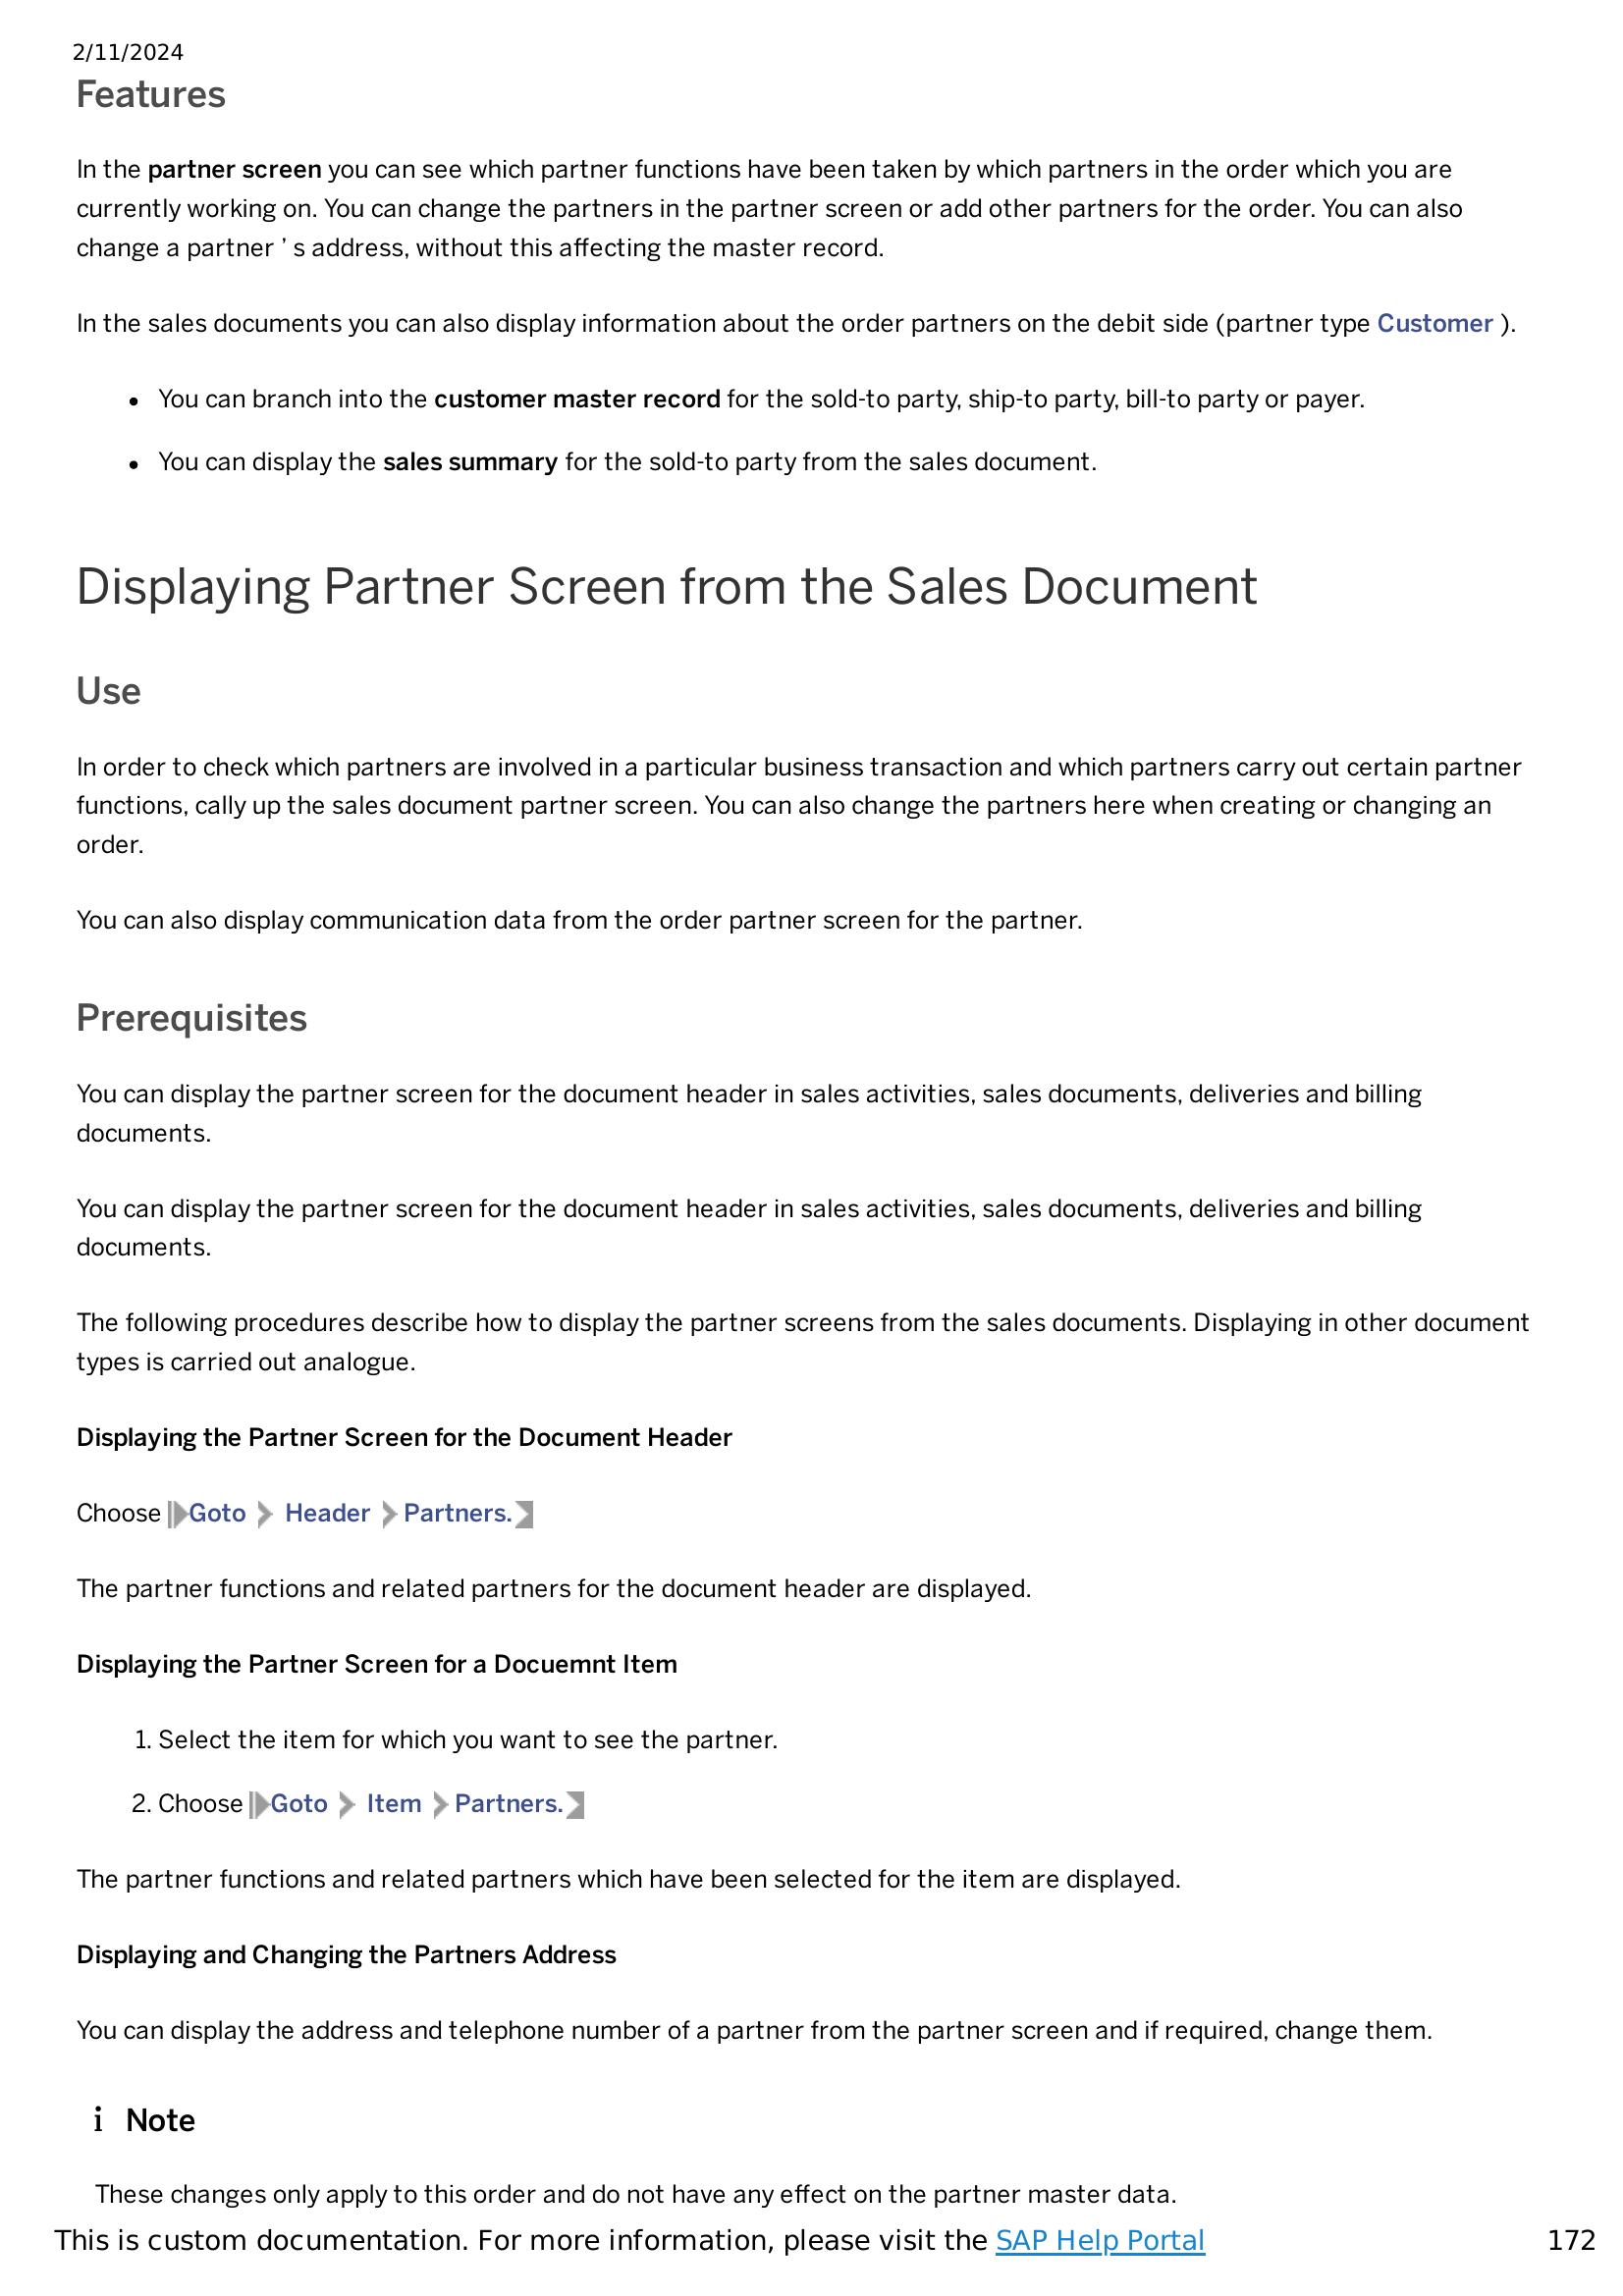 2/11/2024
Features
In the partner screen you can see which partner functions have been taken by which partners in the order which you are
currently working on. You can change the partners in the partner screen or add other partners for the order. You can also
change a partner ’ s address, without this affecting the master record.
In the sales documents you can also display information about the order partners on the debit side (partner type Customer ).
• You can branch into the customer master record for the sold-to party, ship-to party, bill-to party or payer.
• You can display the sales summary for the sold-to party from the sales document.
Displaying Partner Screen from the Sales Document
Use
In order to check which partners are involved in a particular business transaction and which partners carry out certain partner
functions, cally up the sales document partner screen. You can also change the partners here when creating or changing an
order.
You can also display communication data from the order partner screen for the partner.
Prerequisites
You can display the partner screen for the document header in sales activities, sales documents, deliveries and billing
documents.
You can display the partner screen for the document header in sales activities, sales documents, deliveries and billing
documents.
The following procedures describe how to display the partner screens from the sales documents. Displaying in other document
types is carried out analogue.
Displaying the Partner Screen for the Document Header
Choose Goto Header Partners.
The partner functions and related partners for the document header are displayed.
Displaying the Partner Screen for a Docuemnt Item
1. Select the item for which you want to see the partner.
2. Choose Goto Item Partners.
The partner functions and related partners which have been selected for the item are displayed.
Displaying and Changing the Partners Address
You can display the address and telephone number of a partner from the partner screen and if required, change them.
i Note
These changes only apply to this order and do not have any effect on the partner master data.
This is custom documentation. For more information, please visit the SAP Help Portal 172